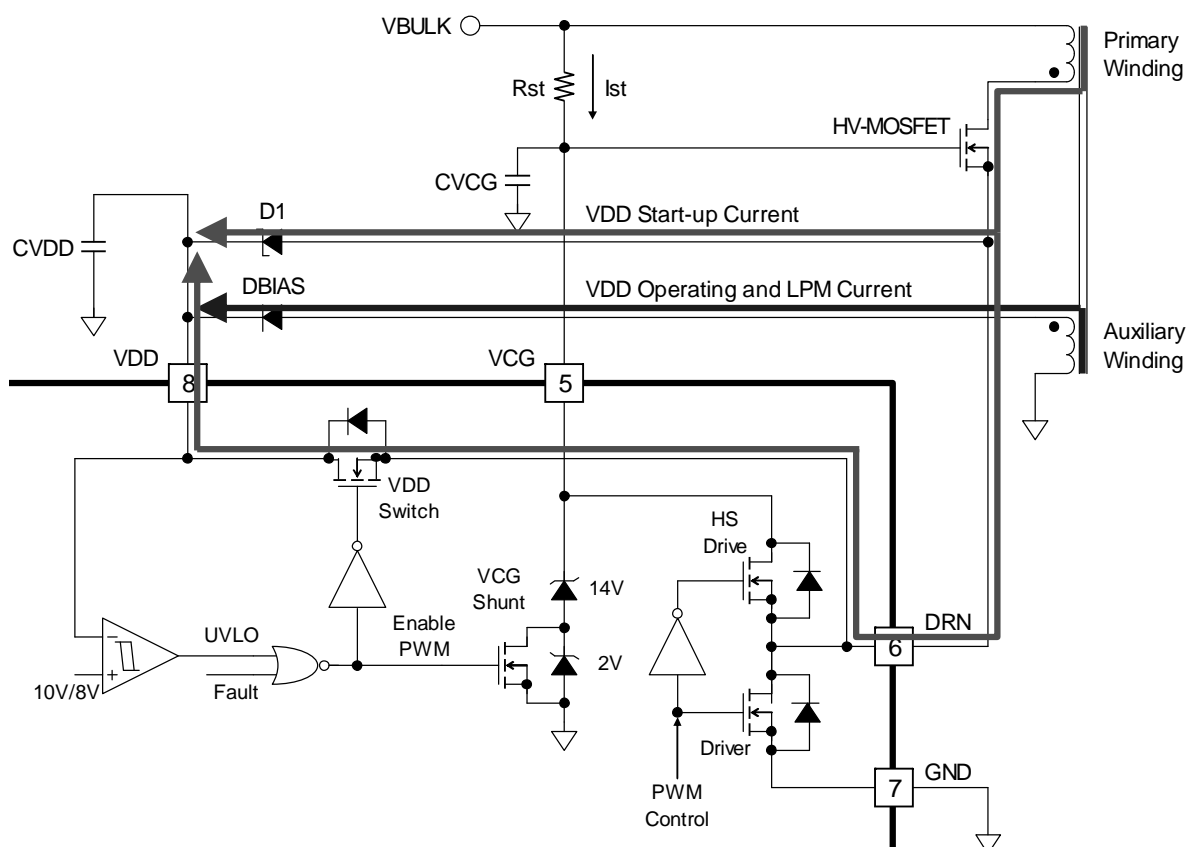 VBULK
Primary
Winding
Rst
Ist
HV-MOSFET
CVCG
D1
VDD Start-up Current
CVDD
DBIAS
VDD Operating and LPM Current
Auxiliary
Winding
VDD
VCG
8
5
VDD
Switch
HS
Drive
VCG
Shunt
14V
Enable
PWM
UVLO
DRN
6
2V
10V/8V
Fault
Driver
GND
7
PWM
Control